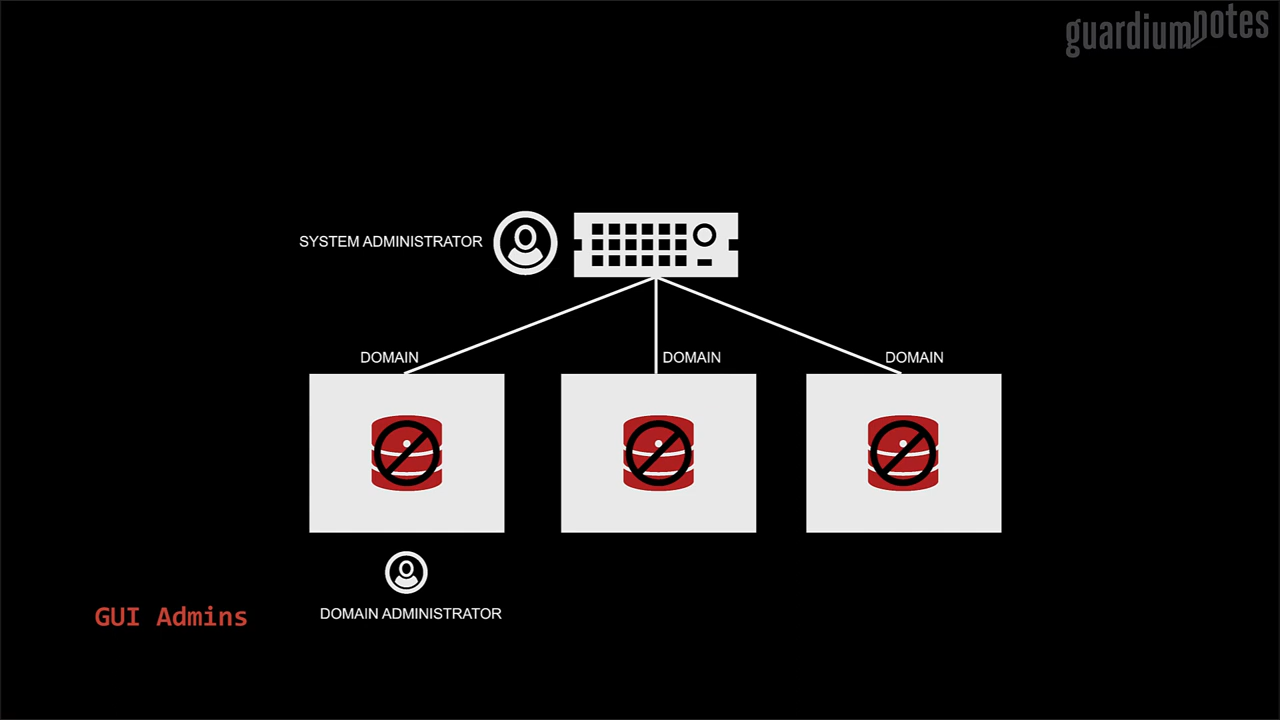 guardiumnotes
SYSTEM ADMINISTRATOR
DOMAIN
DOMAIN
DOMAIN
DOMAIN ADMINISTRATOR
GUI Admins